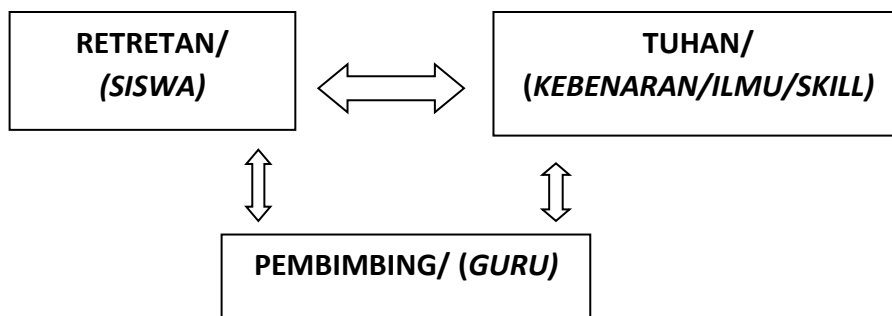 RETRETAN/
(SISWA)
TUHAN/
(KEBENARAN/ILMU/SKILL)
PEMBIMBING/ (GURU)